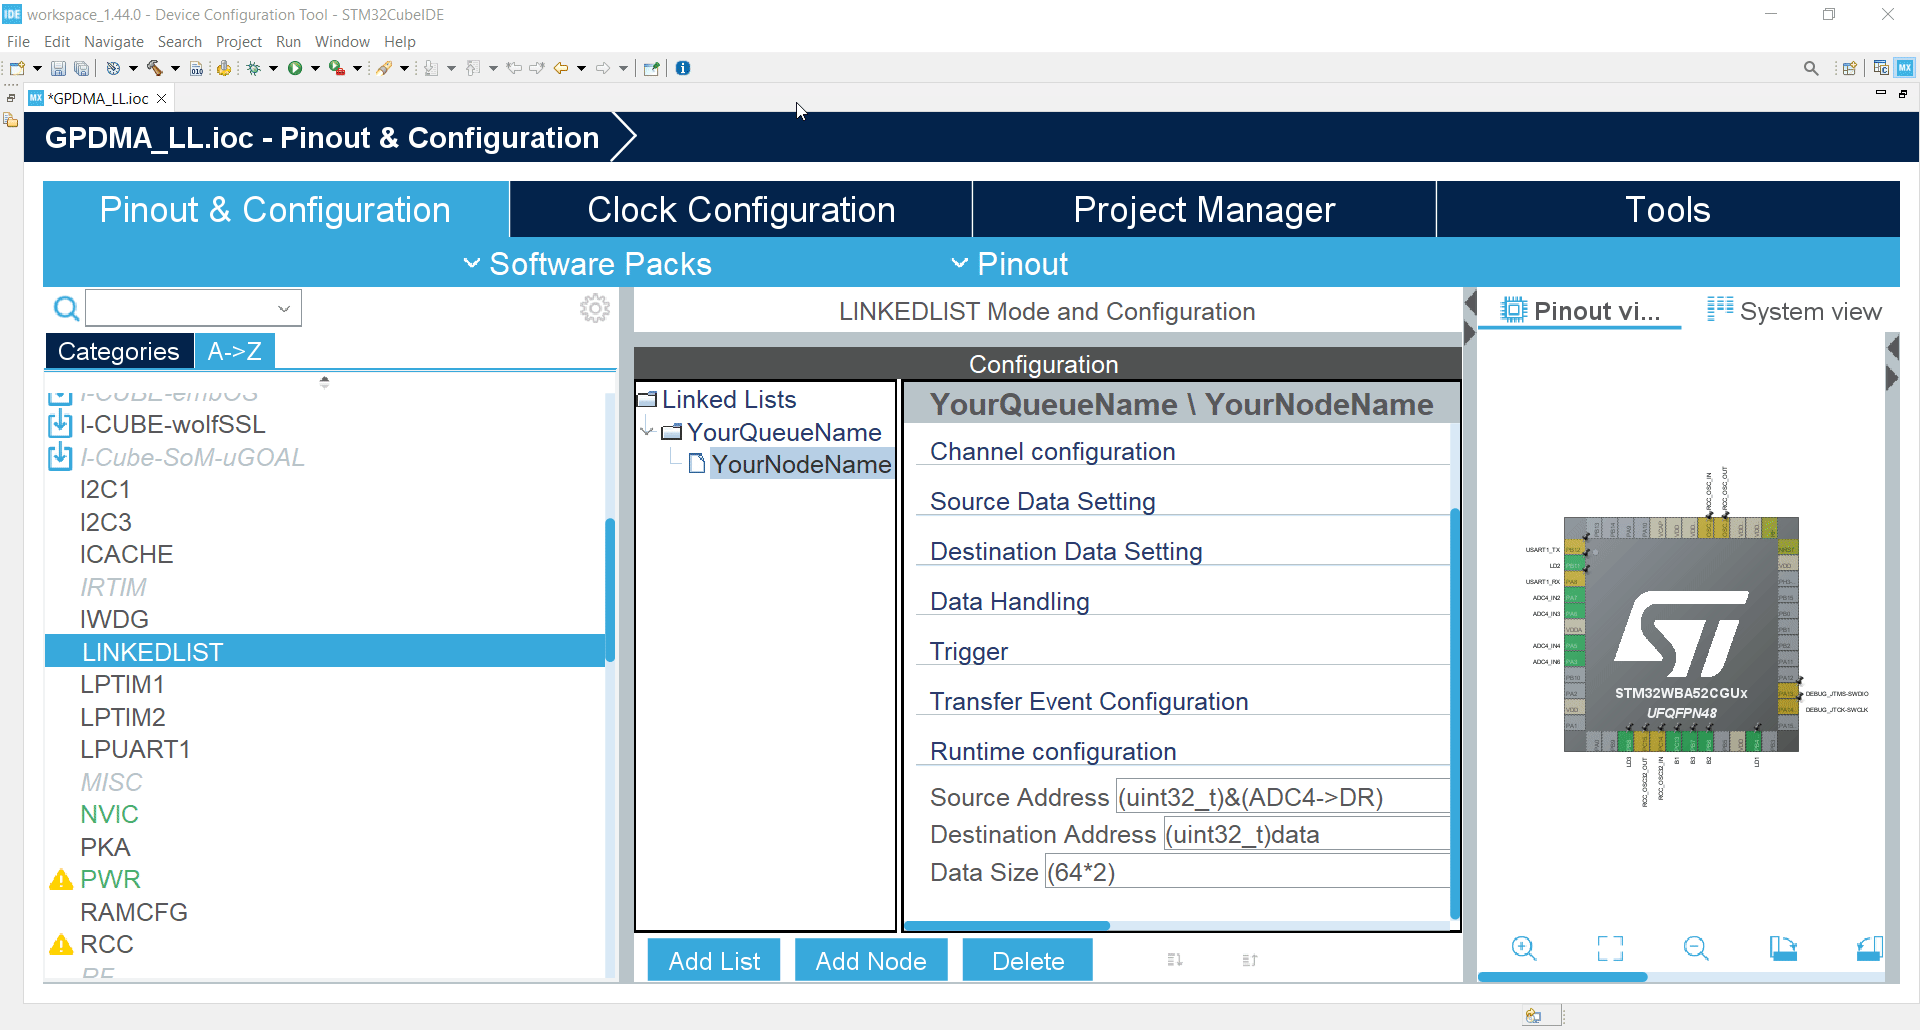 IDE workspace_1.44.0 - Device Configuration Tool - STM32CubeIDE
File Edit Navigate Search Project Run Window Help
010
MX
MX *GPDMA_LL.ioc
GPDMA_LL.ioc - Pinout & Configuration
Pinout & Configuration Clock Configuration Project Manager Tools
Software Packs Pinout
LINKEDLIST Mode and Configuration
Pinout vi... System view
Categories A->Z
Configuration
I-CUBE-embOS
I-CUBE-wolfSSL
I-Cube-SoM-uGOAL
I2C1
I2C3
ICACHE
IRTIM
IWDG
LINKEDLIST
LPTIM1
LPTIM2
LPUART1
MISC
NVIC
PKA
PWR
RAMCFG
RCC
RF
Linked Lists
YourQueueName
YourNodeName
YourQueueName \ YourNodeName
Channel configuration
Source Data Setting
Destination Data Setting
Data Handling
Trigger
Transfer Event Configuration
Runtime configuration
Source Address (uint32_t)&(ADC4->DR)
Destination Address (uint32_t)data
Data Size (64*2)
Add List Add Node Delete
RCC_OSC_IN
RCC_OSC_OUT
USART1_TX
LD2
USART1_RX
ADC4_IN2
ADC4_IN3
ADC4_IN4
ADC4_IN6
ST
STM32WBA52CGUx
UFQFPN48
DEBUG_JTMS-SWDIO
DEBUG_JTCK-SWCLK
LD3
RCC_OSC32_OUT
RCC_OSC32_IN
B1
B3
B2
LD1